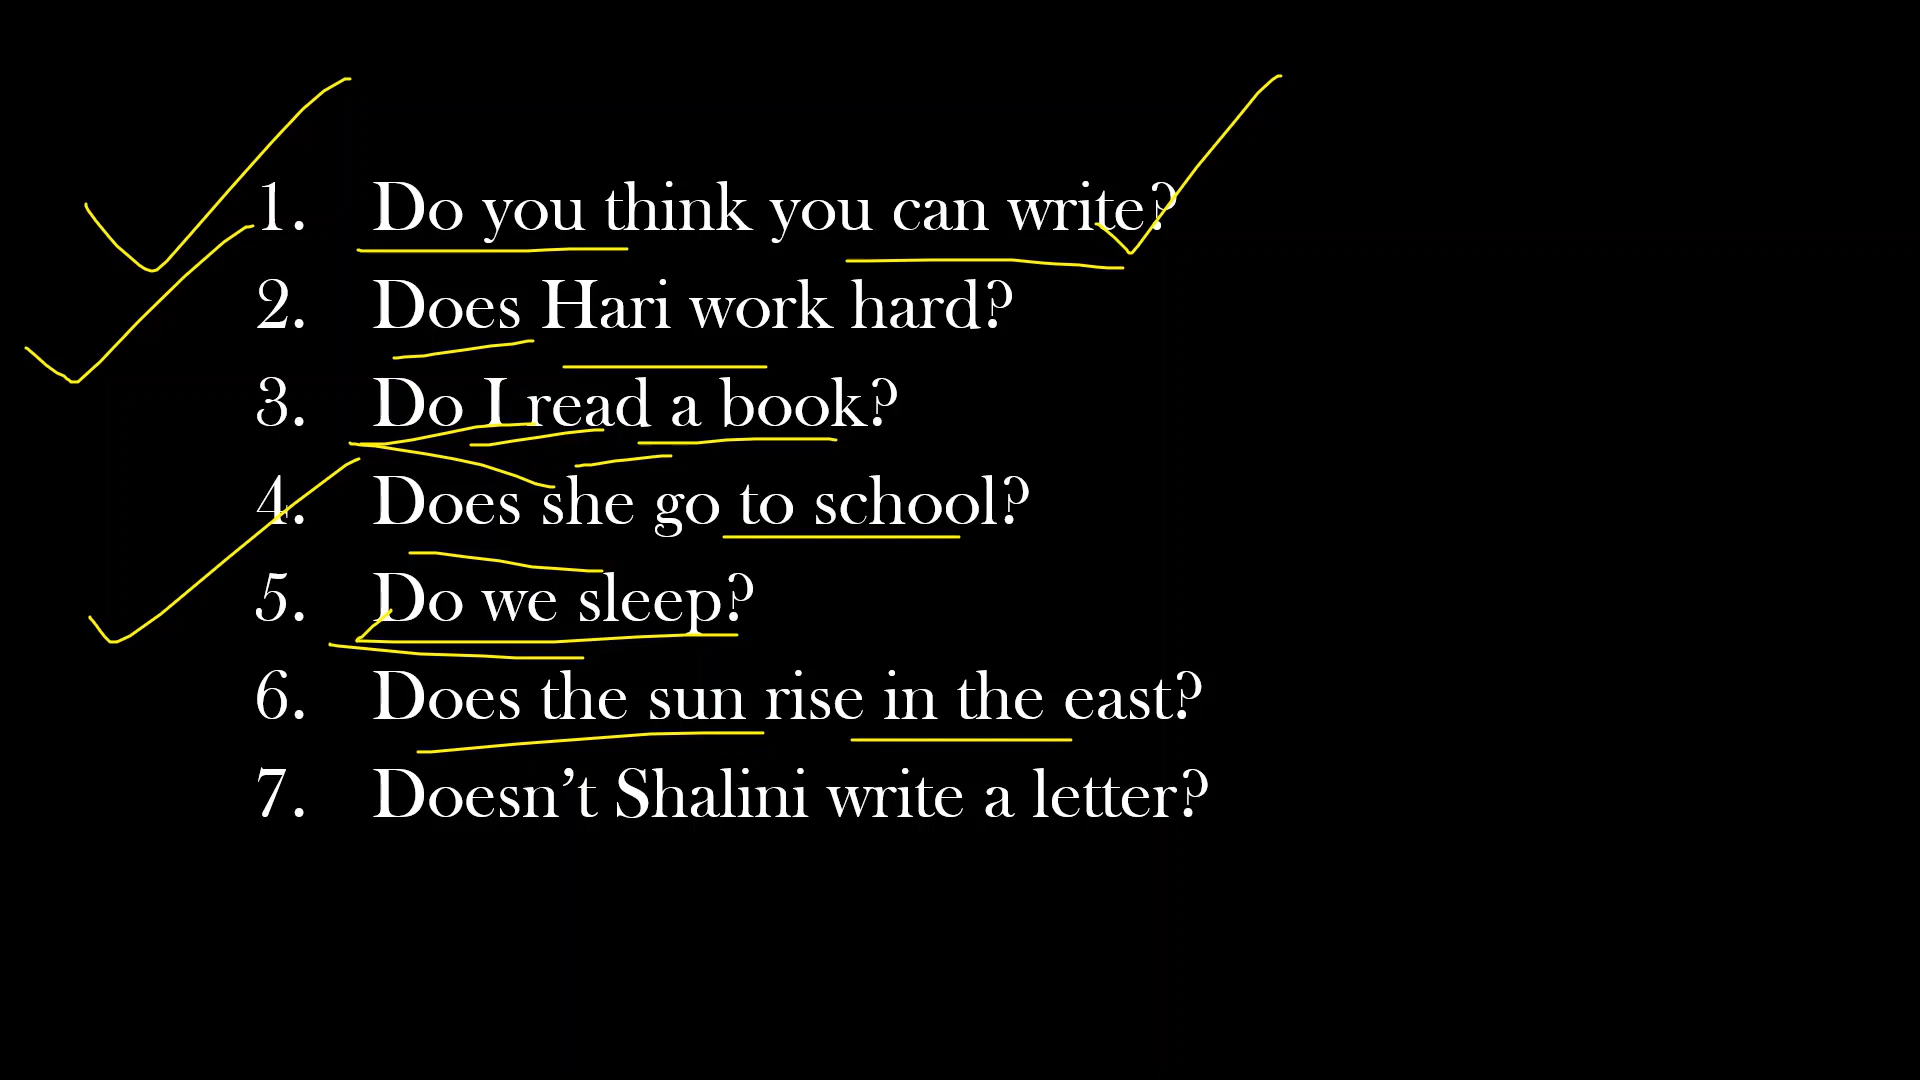 1. Do you think you can write?
2. Does Hari work hard?
3. Do I read a book?
4. Does she go to school?
5. Do we sleep?
6. Does the sun rise in the east?
7. Doesn’t Shalini write a letter?